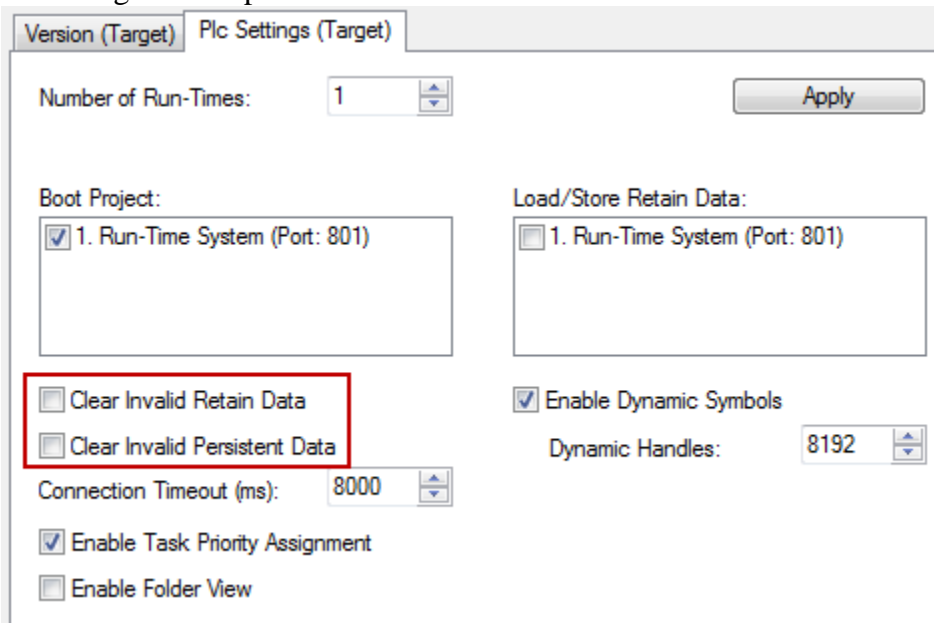 Version (Target) Plc Settings (Target)
Number of Run-Times: 1 Apply
Boot Project: Load/Store Retain Data:
1. Run-Time System (Port: 801) 1. Run-Time System (Port: 801)
Clear Invalid Retain Data Enable Dynamic Symbols
Clear Invalid Persistent Data Dynamic Handles: 8192
Connection Timeout (ms): 8000
Enable Task Priority Assignment
Enable Folder View